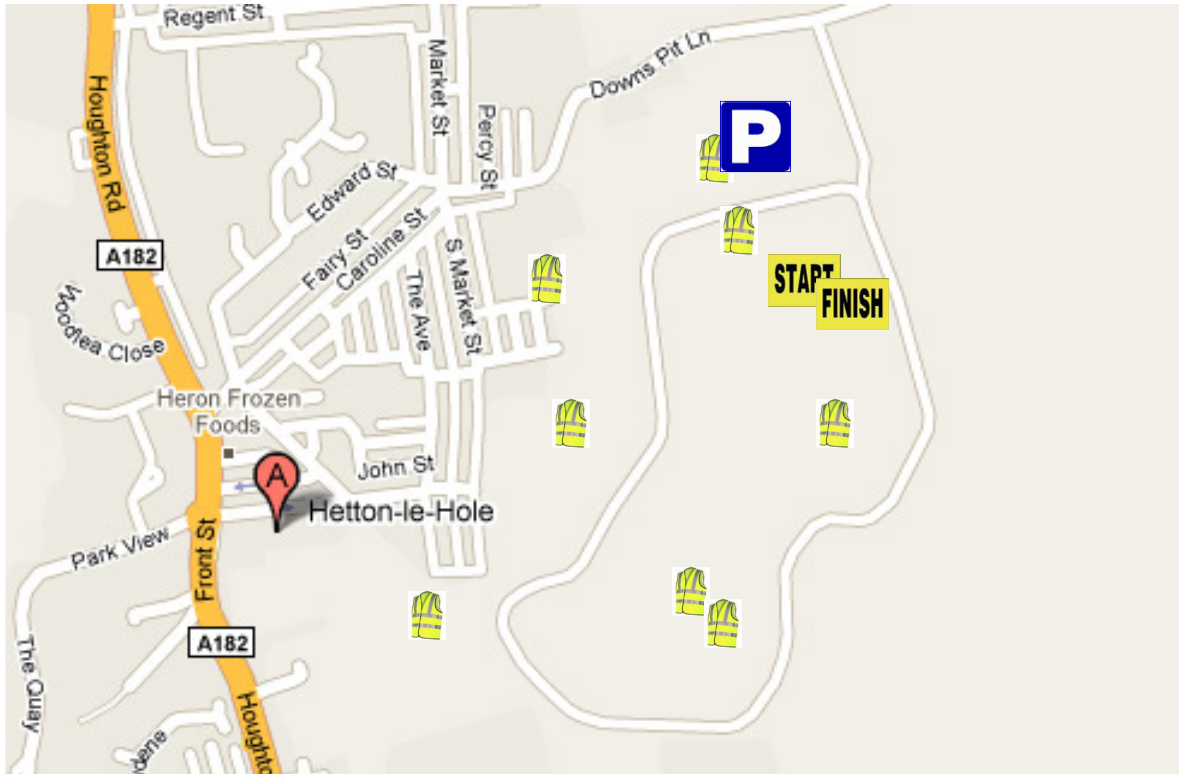 Regent St
Market St
Downs Pit Ln
Houghton Rd
Percy St
P
Edward St
A182
Fairy St
Caroline St
The Ave
S Market St
START
FINISH
Woodlea Close
Heron Frozen
Foods
John St
A
Hetton-le-Hole
Park View
Front St
A182
The Quay
Hought
dene